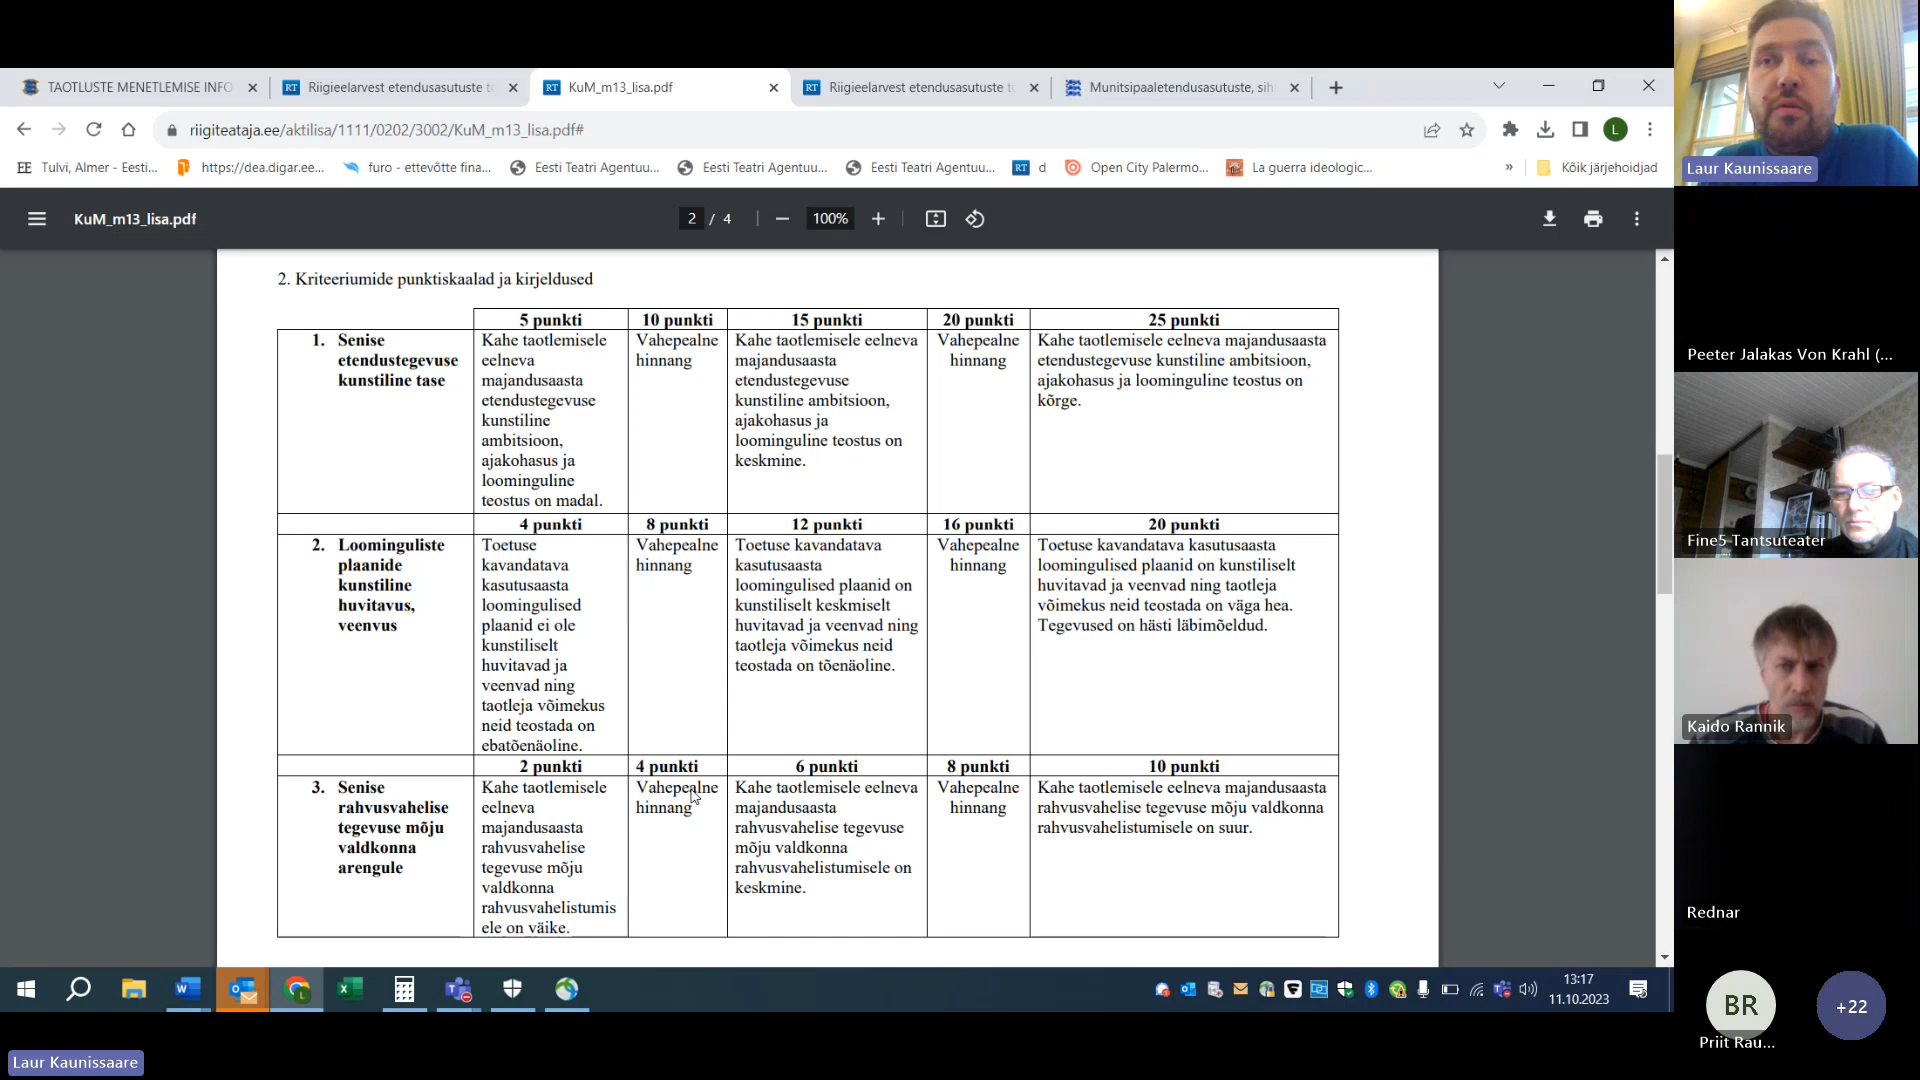 TAOTLUSTE MENETLEMISE INFO
Riigieelarvest etendusasutuste to
KuM_m13_lisa.pdf
Riigieelarvest etendusasutuste to
Munitsipaaletendusasutuste, sih
riigiteataja.ee/aktilisa/1111/0202/3002/KuM_m13_lisa.pdf#
L
EE Tulvi, Almer - Eesti...
https://dea.digar.ee...
furo - ettevõtte fina...
Eesti Teatri Agentuu...
Eesti Teatri Agentuu...
Eesti Teatri Agentuu...
RT d
Open City Palermo...
La guerra ideologic...
»
Kõik järjehoidjad
KuM_m13_lisa.pdf
2 / 4
100%
2. Kriteeriumide punktiskaalad ja kirjeldused
5 punkti
10 punkti
15 punkti
20 punkti
25 punkti
1. Senise
etendustegevuse
kunstiline tase
Kahe taotlemisele
eelneva
majandusaasta
etendustegevuse
kunstiline
ambitsioon,
ajakohasus ja
loominguline
teostus on madal.
Vahepealne
hinnang
Kahe taotlemisele eelneva
majandusaasta
etendustegevuse
kunstiline ambitsioon,
ajakohasus ja
loominguline teostus on
keskmine.
Vahepealne
hinnang
Kahe taotlemisele eelneva majandusaasta
etendustegevuse kunstiline ambitsioon,
ajakohasus ja loominguline teostus on
kõrge.
4 punkti
8 punkti
12 punkti
16 punkti
20 punkti
2. Loominguliste
plaanide
kunstiline
huvitavus,
veenvus
Toetuse
kavandatava
kasutusaasta
loomingulised
plaanid ei ole
kunstiliselt
huvitavad ja
veenvad ning
taotleja võimekus
neid teostada on
ebatõenäoline.
Vahepealne
hinnang
Toetuse kavandatava
kasutusaasta
loomingulised plaanid on
kunstiliselt keskmiselt
huvitavad ja veenvad ning
taotleja võimekus neid
teostada on tõenäoline.
Vahepealne
hinnang
Toetuse kavandatava kasutusaasta
loomingulised plaanid on kunstiliselt
huvitavad ja veenvad ning taotleja
võimekus neid teostada on väga hea.
Tegevused on hästi läbimõeldud.
2 punkti
4 punkti
6 punkti
8 punkti
10 punkti
3. Senise
rahvusvahelise
tegevuse mõju
valdkonna
arengule
Kahe taotlemisele
eelneva
majandusaasta
rahvusvahelise
tegevuse mõju
valdkonna
rahvusvahelistumis
ele on väike.
Vahepealne
hinnang
Kahe taotlemisele eelneva
majandusaasta
rahvusvahelise tegevuse
mõju valdkonna
rahvusvahelistumisele on
keskmine.
Vahepealne
hinnang
Kahe taotlemisele eelneva majandusaasta
rahvusvahelise tegevuse mõju valdkonna
rahvusvahelistumisele on suur.
13:17
11.10.2023
Laur Kaunissaare
Laur Kaunissaare
Peeter Jalakas Von Krahl (...
Fine5 Tantsuteater
Kaido Rannik
Rednar
BR
Priit Rau...
+22